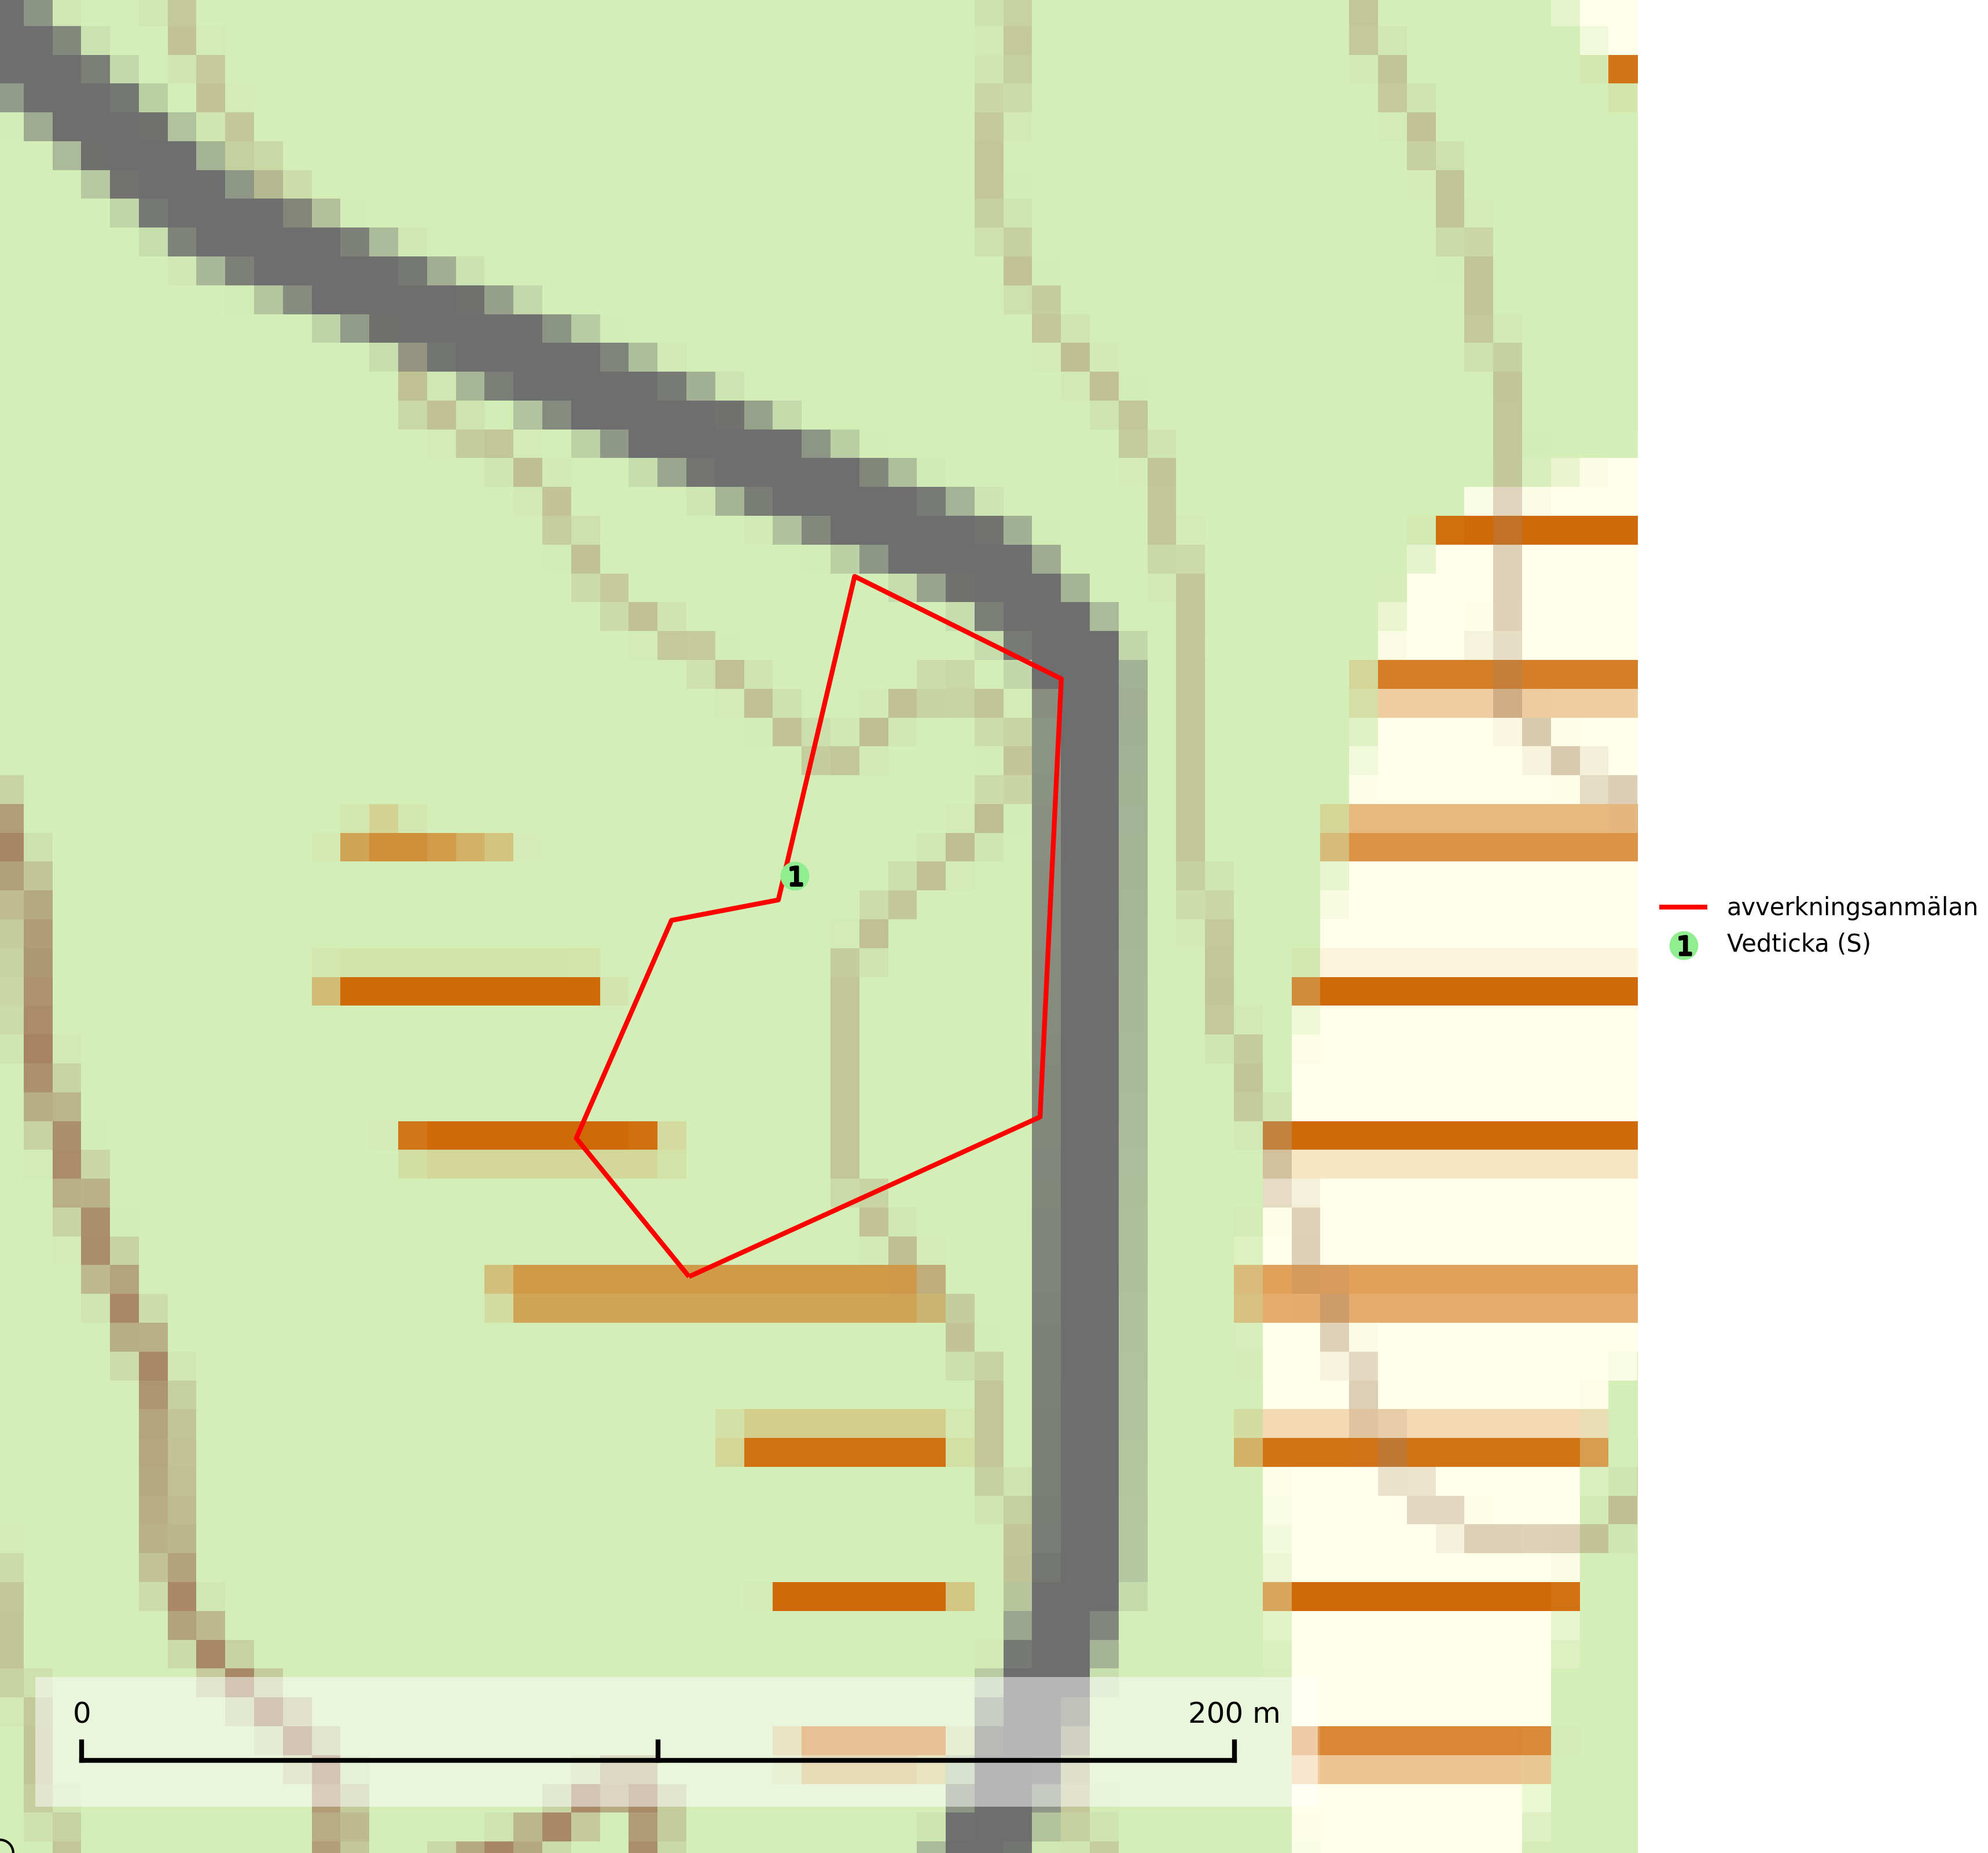 1
avverkningsanmälan
1 Vedticka (S)
0 200 m